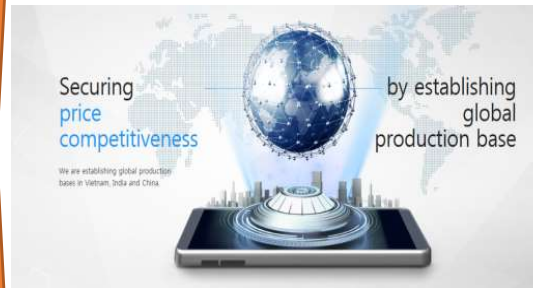 Securing
price
competitiveness
We are establishing global production
bases in Vietnam, India and China.
by establishing
global
production base